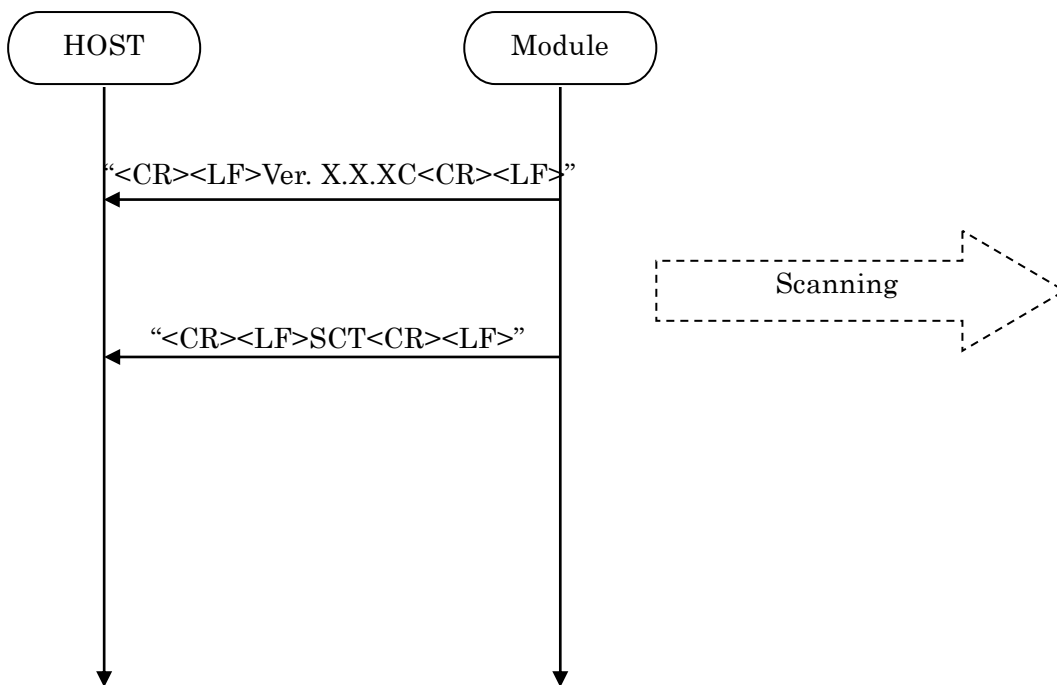 HOST
Module
“<CR><LF>Ver. X.X.XC<CR><LF>”
Scanning
“<CR><LF>SCT<CR><LF>”